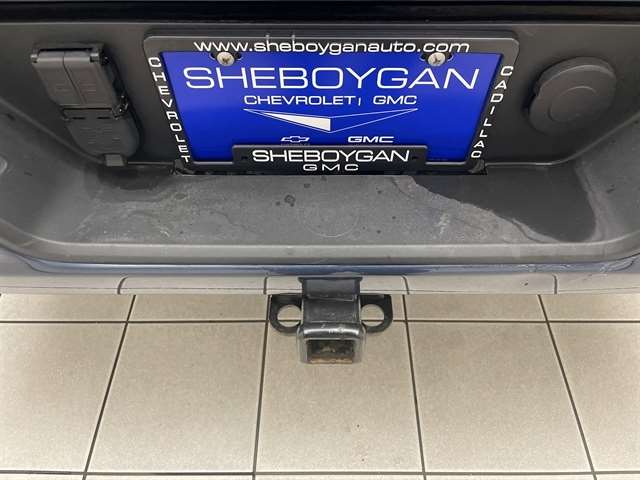 www.sheboyganauto.com
CHEVROLET
SHEBOYGAN
CHEVROLET | GMC
GMC
CADILLAC
SHEBOYGAN
GMC